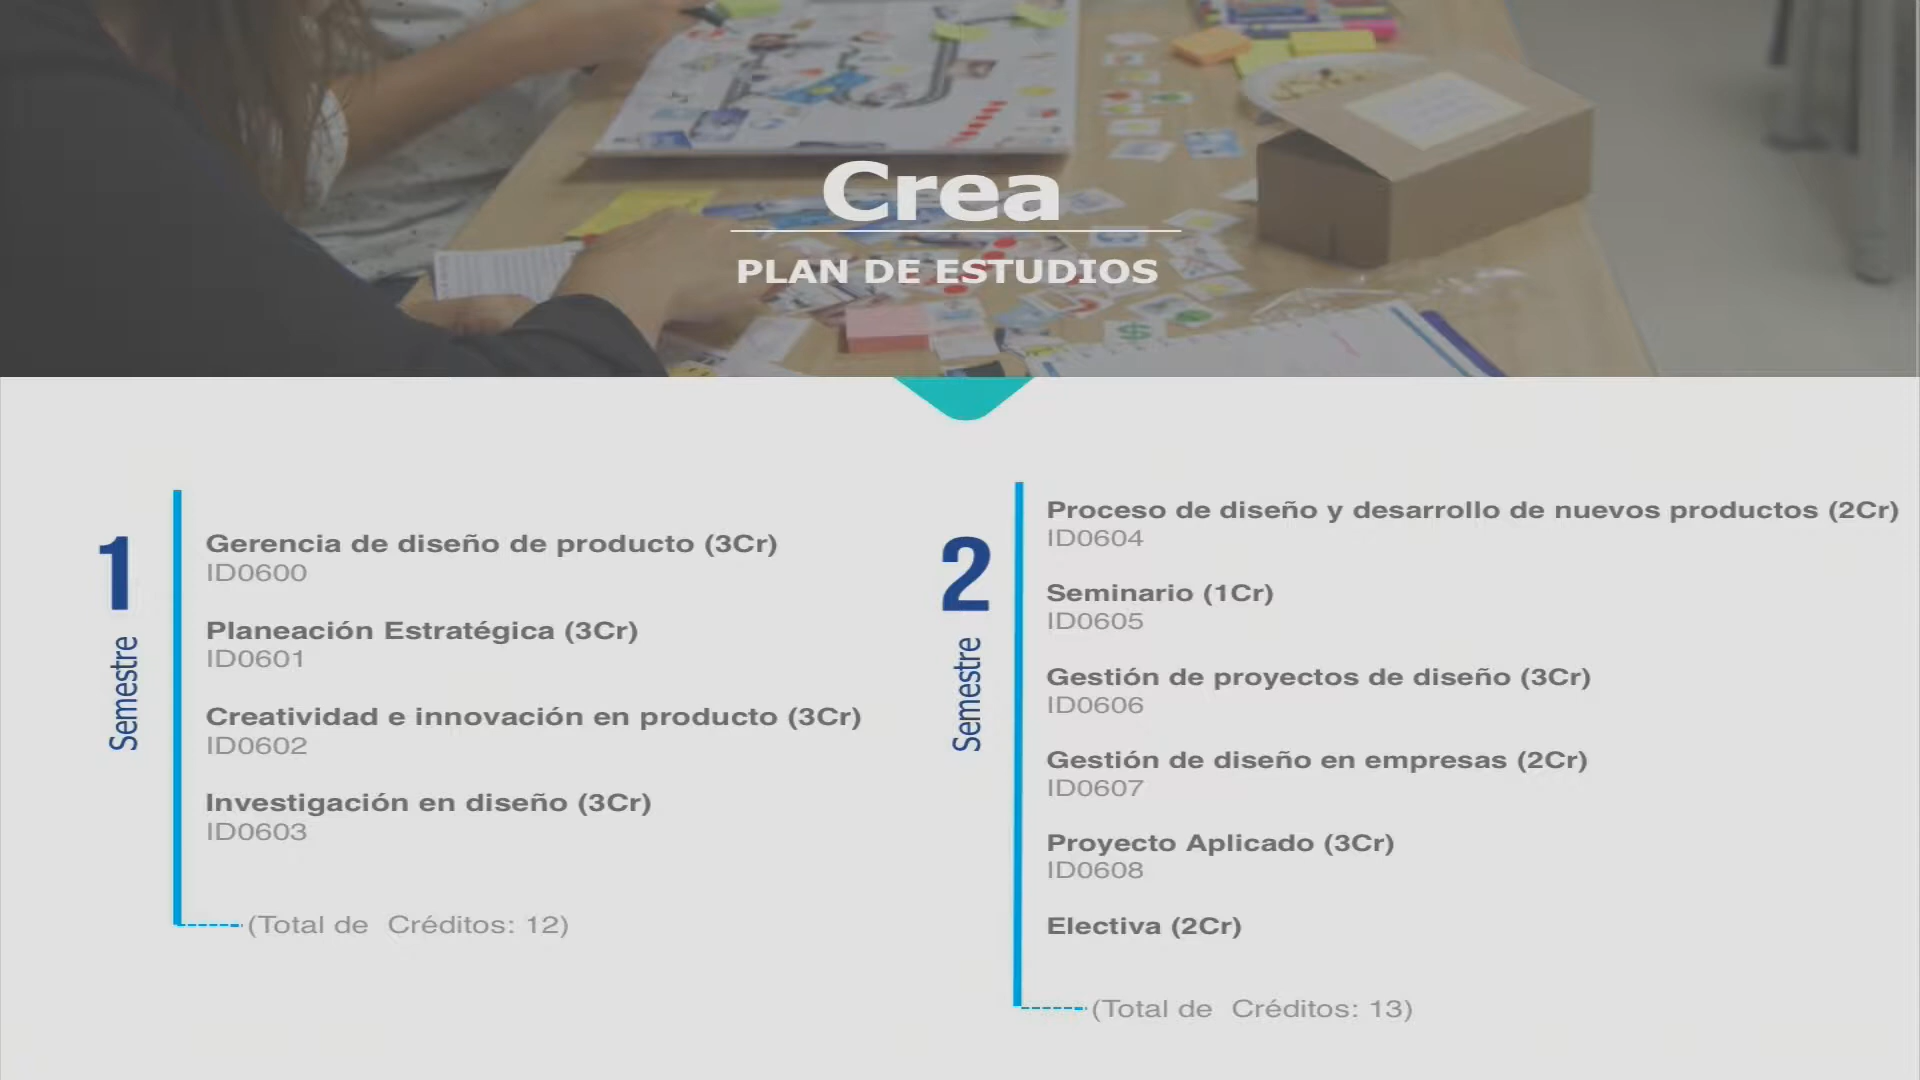 Crea
PLAN DE ESTUDIOS
1
Semestre
Gerencia de diseño de producto (3Cr)
ID0600
Planeación Estratégica (3Cr)
ID0601
Creatividad e innovación en producto (3Cr)
ID0602
Investigación en diseño (3Cr)
ID0603
(Total de  Créditos: 12)
2
Semestre
Proceso de diseño y desarrollo de nuevos productos (2Cr)
ID0604
Seminario (1Cr)
ID0605
Gestión de proyectos de diseño (3Cr)
ID0606
Gestión de diseño en empresas (2Cr)
ID0607
Proyecto Aplicado (3Cr)
ID0608
Electiva (2Cr)
(Total de  Créditos: 13)